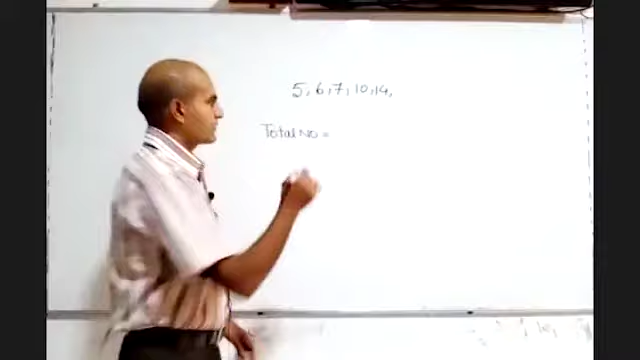 5, 6, 7, 10, 14,
Total No =